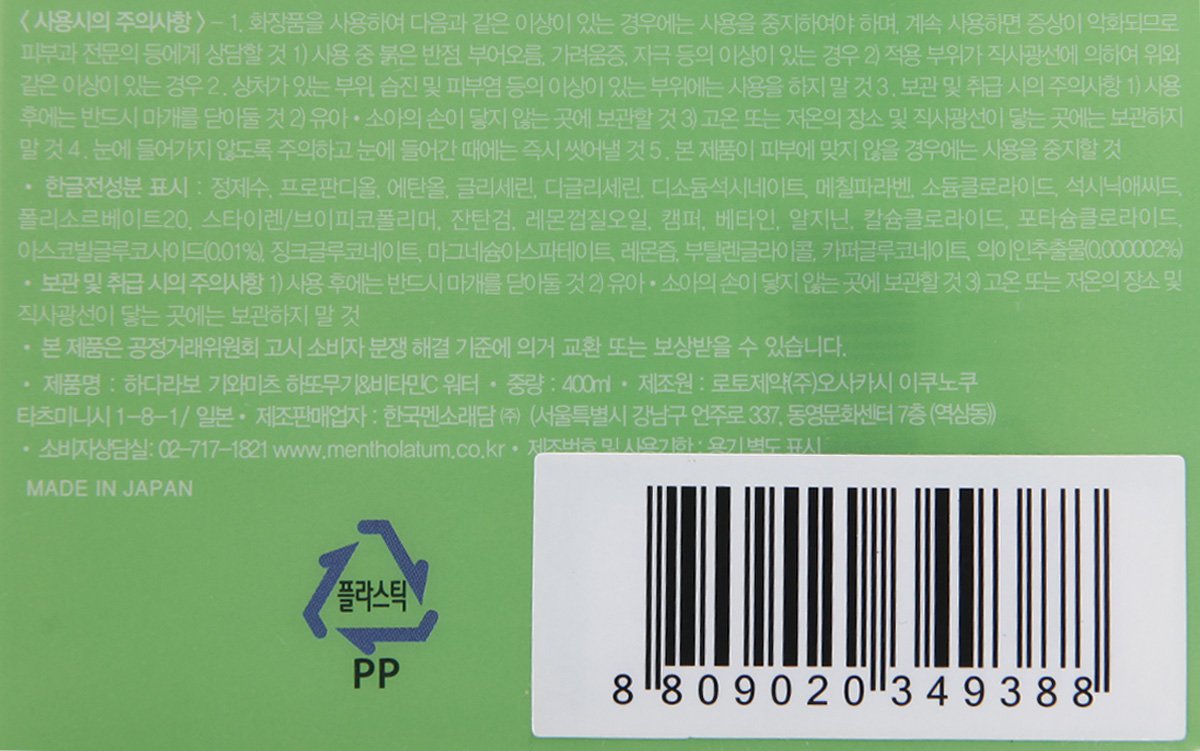 < 사용시의 주의사항 > - 1. 화장품을 사용하여 다음과 같은 이상이 있는 경우에는 사용을 중지하여야 하며, 계속 사용하면 증상이 악화되므로
피부과 전문의 등에게 상담할 것 1) 사용 중 붉은 반점, 부어오름, 가려움증, 자극 등의 이상이 있는 경우 2) 적용 부위가 직사광선에 의하여 위와
같은 이상이 있는 경우 2. 상처가 있는 부위, 습진 및 피부염 등의 이상이 있는 부위에는 사용을 하지 말 것 3. 보관 및 취급 시의 주의사항 1) 사용
후에는 반드시 마개를 닫아둘 것 2) 유아 • 소아의 손이 닿지 않는 곳에 보관할 것 3) 고온 또는 저온의 장소 및 직사광선이 닿는 곳에는 보관하지
말 것 4. 눈에 들어가지 않도록 주의하고 눈에 들어간 때에는 즉시 씻어낼 것 5. 본 제품이 피부에 맞지 않을 경우에는 사용을 중지할 것
• 한글전성분 표시 : 정제수, 프로판디올, 에탄올, 글리세린, 디글리세린, 디소듐석시네이트, 메칠파라벤, 소듐클로라이드, 석시닉애씨드,
폴리소르베이트20, 스타이렌/브이피코폴리머, 잔탄검, 레몬껍질오일, 캠퍼, 베타인, 알지닌, 칼슘클로라이드, 포타슘클로라이드,
아스코빌글루코사이드(0.01%), 징크글루코네이트, 마그네슘아스파테이트, 레몬즙, 부틸렌글라이콜, 카퍼글루코네이트, 의이인추출물(0.000002%)
• 보관 및 취급 시의 주의사항 1) 사용 후에는 반드시 마개를 닫아둘 것 2) 유아 • 소아의 손이 닿지 않는 곳에 보관할 것 3) 고온 또는 저온의 장소 및
직사광선이 닿는 곳에는 보관하지 말 것
• 본 제품은 공정거래위원회 고시 소비자 분쟁 해결 기준에 의거 교환 또는 보상받을 수 있습니다.
• 제품명 : 하다라보 기와미츠 하또무기&비타민C 워터 • 중량 : 400ml • 제조원 : 로토제약(주)오사카시 이쿠노쿠
타츠미니시 1-8-1/ 일본 • 제조판매업자 : 한국멘소래담 ㈜ (서울특별시 강남구 언주로 337, 동영문화센터 7층 (역삼동))
• 소비자상담실: 02-717-1821 www.mentholatum.co.kr • 제조번호 및 사용기한 : 용기 별도 표시
MADE IN JAPAN
플라스틱
PP
8 809020 349388